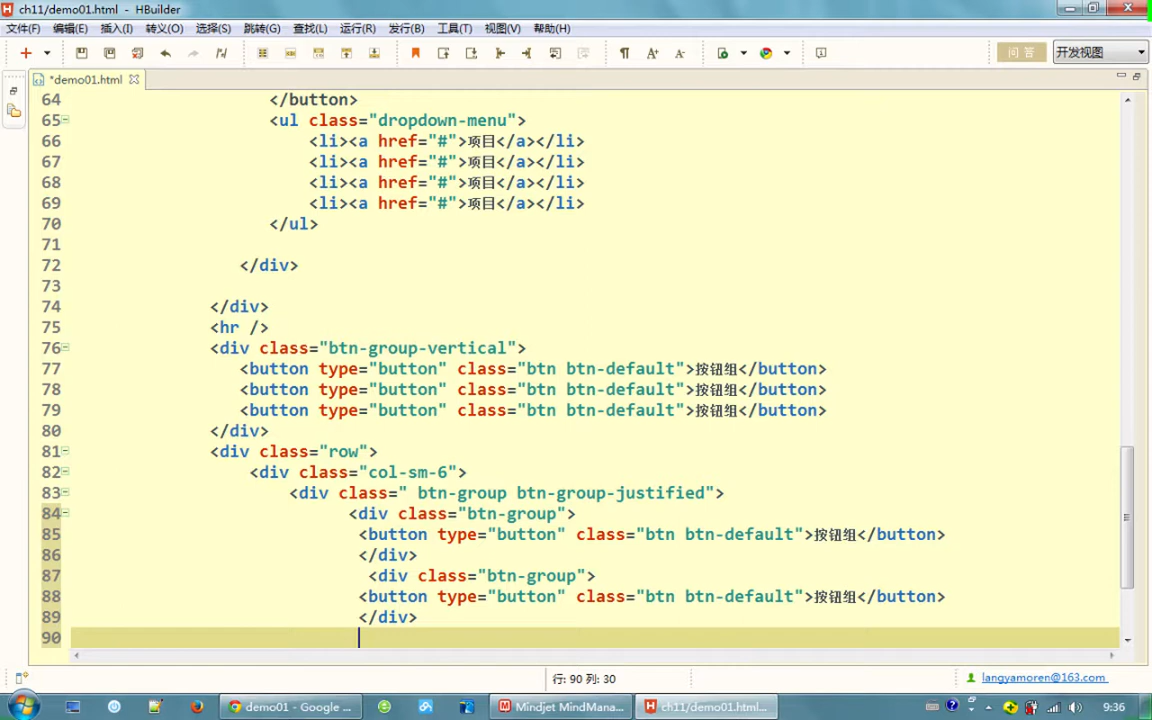 ch11/demo01.html - HBuilder
文件(F) 编辑(E) 插入(I) 转义(O) 选择(S) 跳转(G) 查找(L) 运行(R) 发行(B) 工具(T) 视图(V) 帮助(H)
问答 开发视图
*demo01.html
64 </button>
65 <ul class="dropdown-menu">
66 <li><a href="#">项目</a></li>
67 <li><a href="#">项目</a></li>
68 <li><a href="#">项目</a></li>
69 <li><a href="#">项目</a></li>
70 </ul>
71
72 </div>
73
74 </div>
75 <hr />
76 <div class="btn-group-vertical">
77 <button type="button" class="btn btn-default">按钮组</button>
78 <button type="button" class="btn btn-default">按钮组</button>
79 <button type="button" class="btn btn-default">按钮组</button>
80 </div>
81 <div class="row">
82 <div class="col-sm-6">
83 <div class=" btn-group btn-group-justified">
84 <div class="btn-group">
85 <button type="button" class="btn btn-default">按钮组</button>
86 </div>
87 <div class="btn-group">
88 <button type="button" class="btn btn-default">按钮组</button>
89 </div>
90
行: 90 列: 30 langyamoren@163.com
demo01 - Google ... Mindjet MindMana... ch11/demo01.html... 9:36